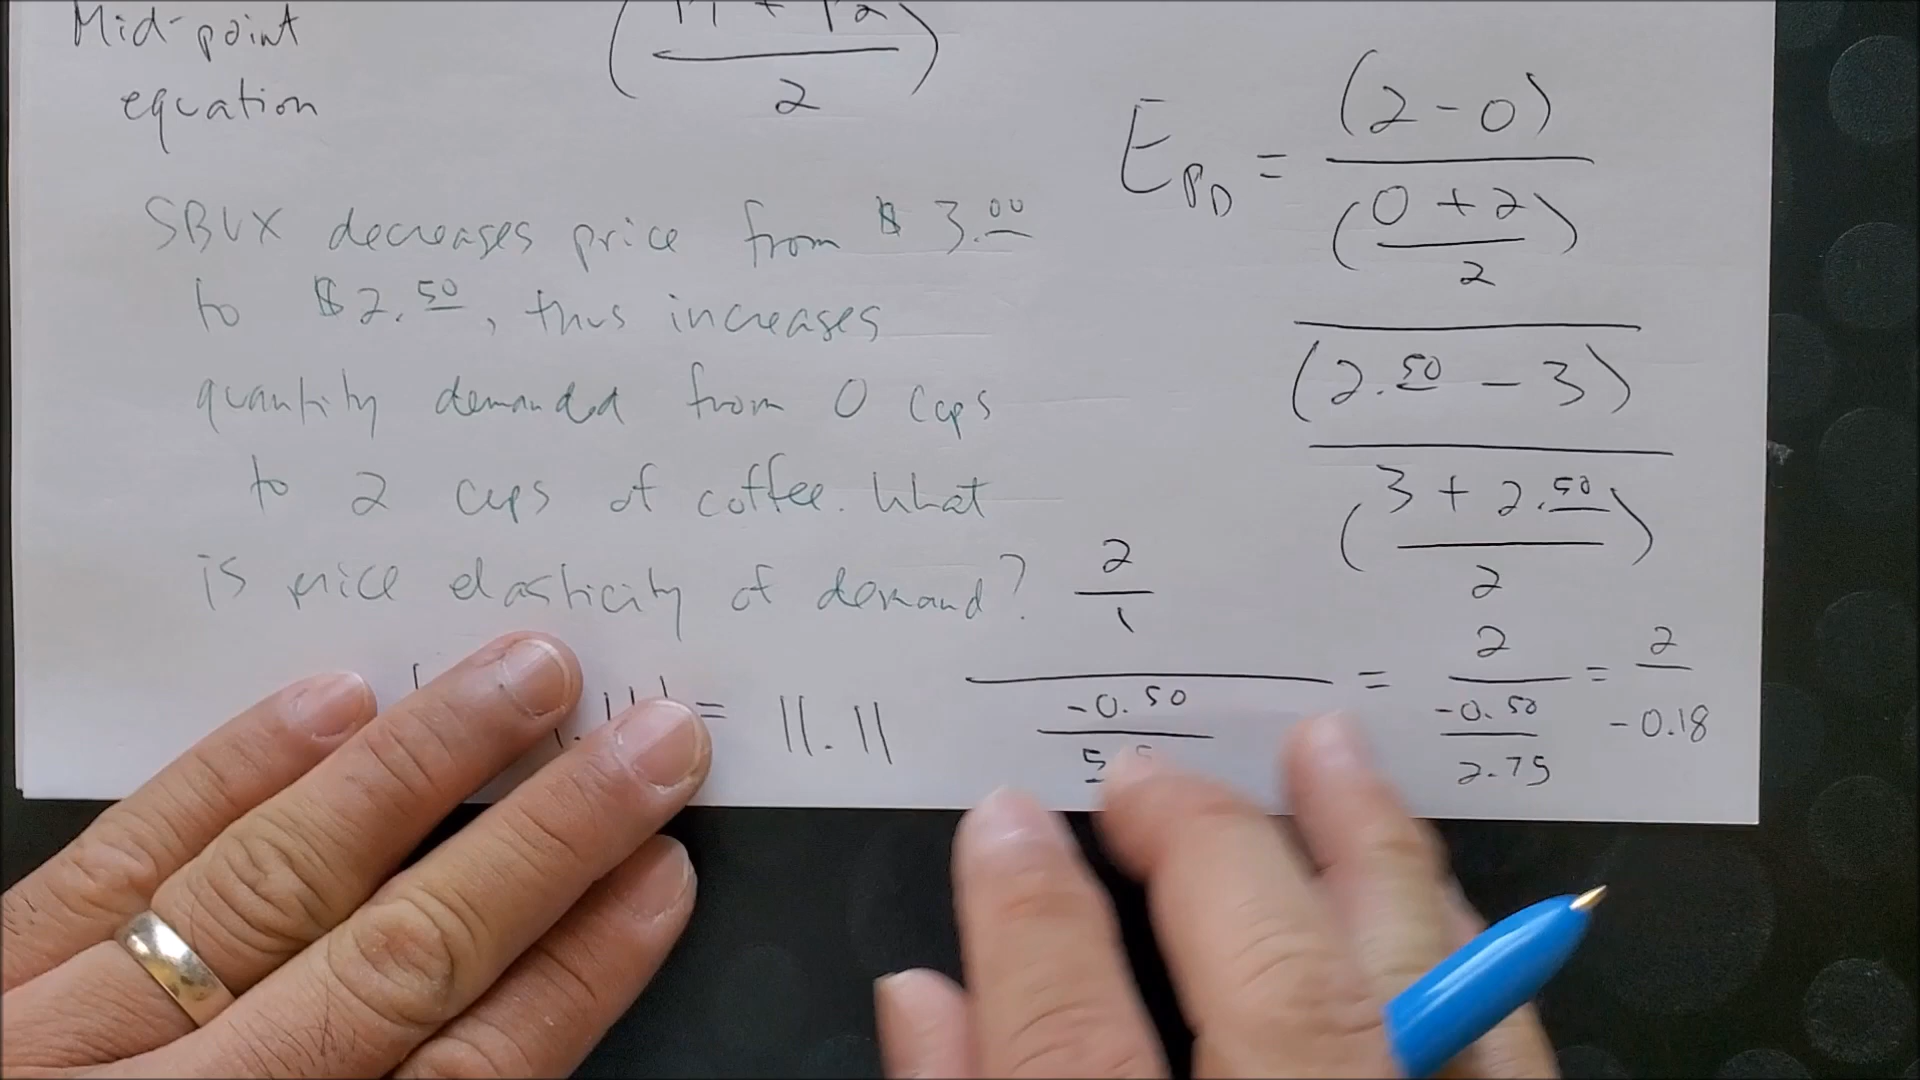 Mid-point
equation
2
SBUX decreases price from $ 3.00
to $2.50, thus increases
quantity demanded from 0 cups
to 2 cups of coffee. What
is price elasticity of demand?
= 11.11
E PD = (2 - 0)
(0 + 2)
2
(2.50 - 3)
(3 + 2.50)
2
2
1
-0.50
= 2
-0.50
2.75
= 2
-0.18